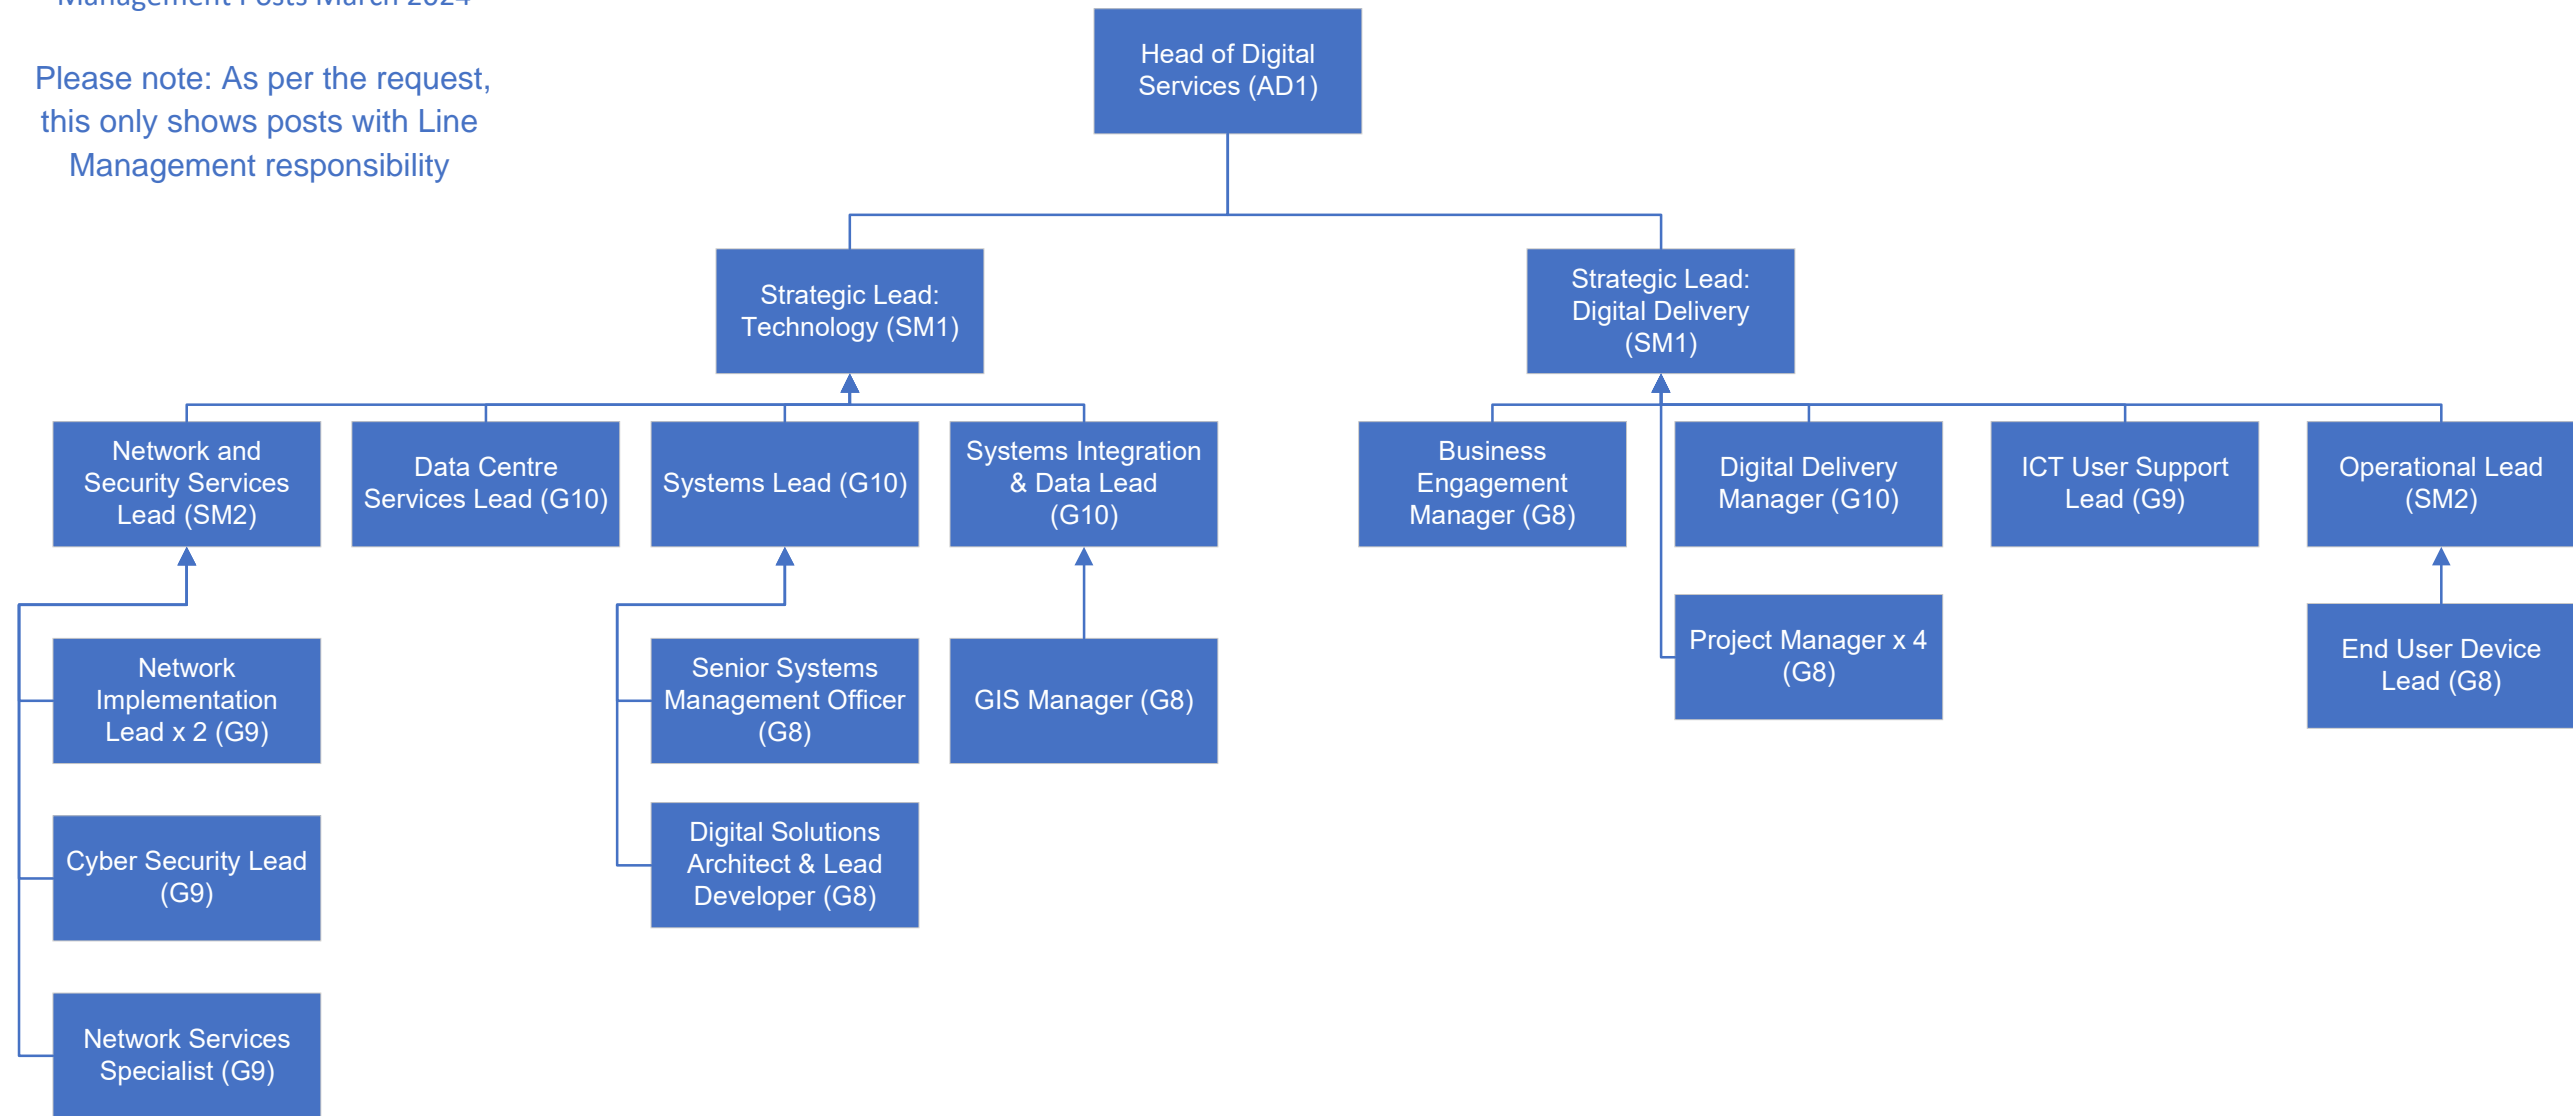 Management Posts March 2024
Please note: As per the request,
this only shows posts with Line
Management responsibility
Head of Digital
Services (AD1)
Strategic Lead:
Technology (SM1)
Strategic Lead:
Digital Delivery
(SM1)
Network and
Security Services
Lead (SM2)
Data Centre
Services Lead (G10)
Systems Lead (G10)
Systems Integration
& Data Lead
(G10)
Business
Engagement
Manager (G8)
Digital Delivery
Manager (G10)
ICT User Support
Lead (G9)
Operational Lead
(SM2)
Network
Implementation
Lead x 2 (G9)
Senior Systems
Management Officer
(G8)
GIS Manager (G8)
Project Manager x 4
(G8)
End User Device
Lead (G8)
Cyber Security Lead
(G9)
Digital Solutions
Architect & Lead
Developer (G8)
Network Services
Specialist (G9)